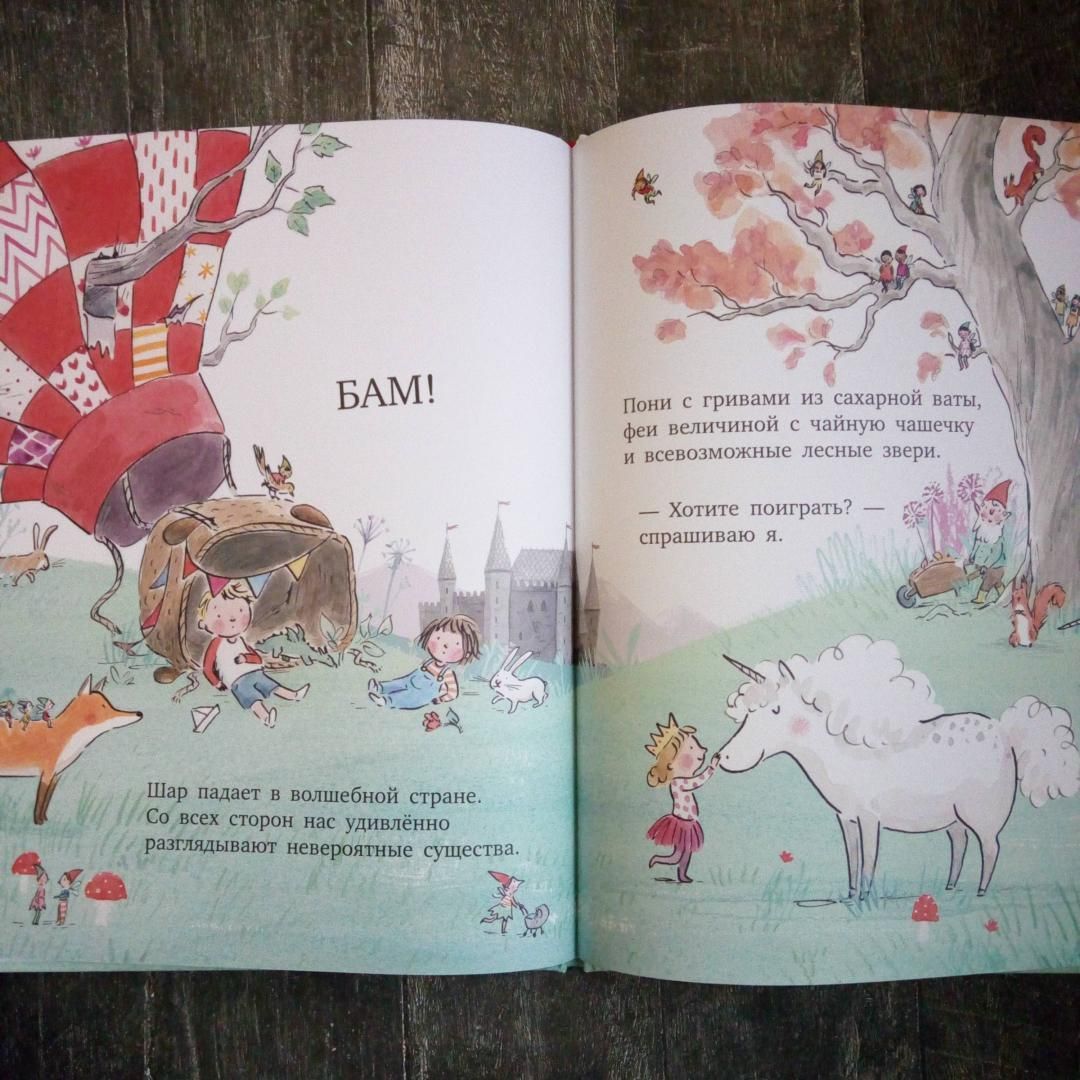 БАМ!
Шар падает в волшебной стране.
Со всех сторон нас удивлённо
разглядывают невероятные существа.
Пони с гривами из сахарной ваты,
феи величиной с чайную чашечку
и всевозможные лесные звери.
— Хотите поиграть? —
спрашиваю я.